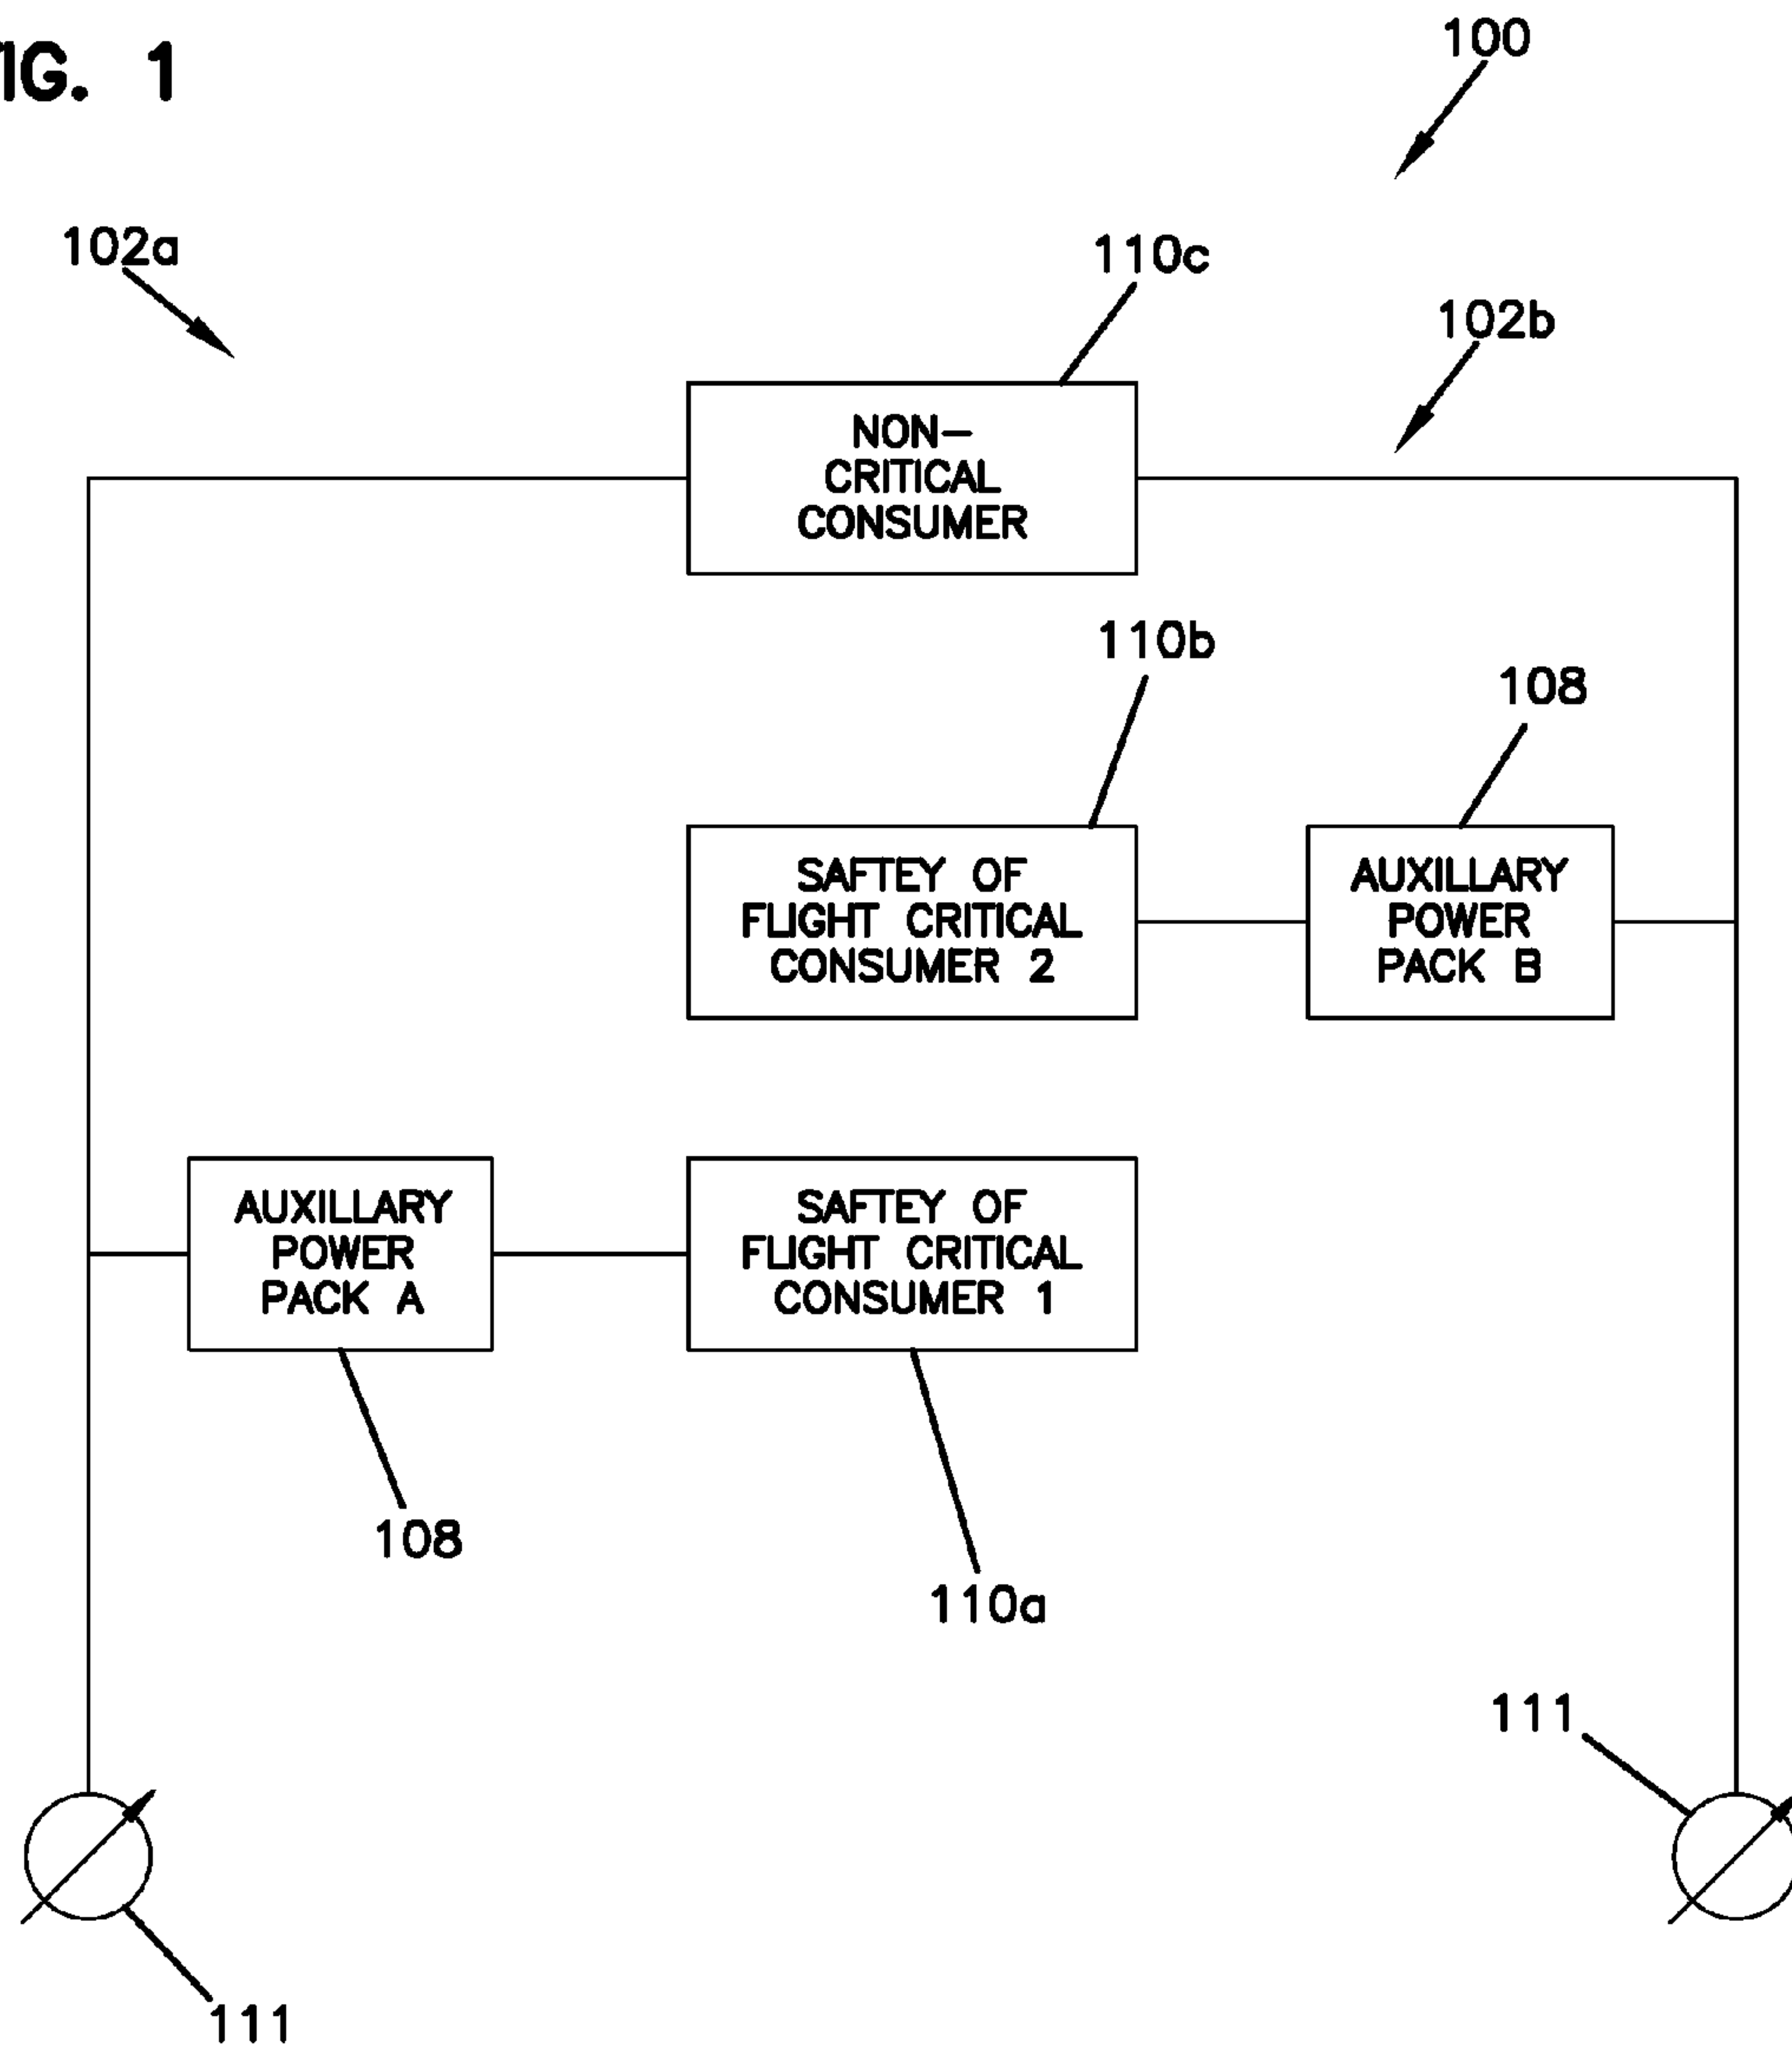 IG. 1
100
102a
110c
102b
NON-
CRITICAL
CONSUMER
110b
108
SAFTEY OF
FLIGHT CRITICAL
CONSUMER 2
AUXILLARY
POWER
PACK B
AUXILLARY
POWER
PACK A
SAFTEY OF
FLIGHT CRITICAL
CONSUMER 1
108
110a
111
111